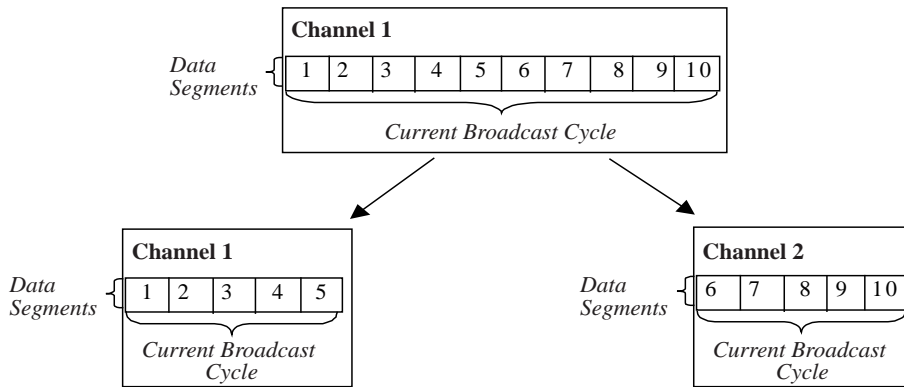 Channel 1
Data
Segments
1 2 3 4 5 6 7 8 9 10
Current Broadcast Cycle
Channel 1
Data
Segments
1 2 3 4 5
Current Broadcast
Cycle
Channel 2
Data
Segments
6 7 8 9 10
Current Broadcast
Cycle